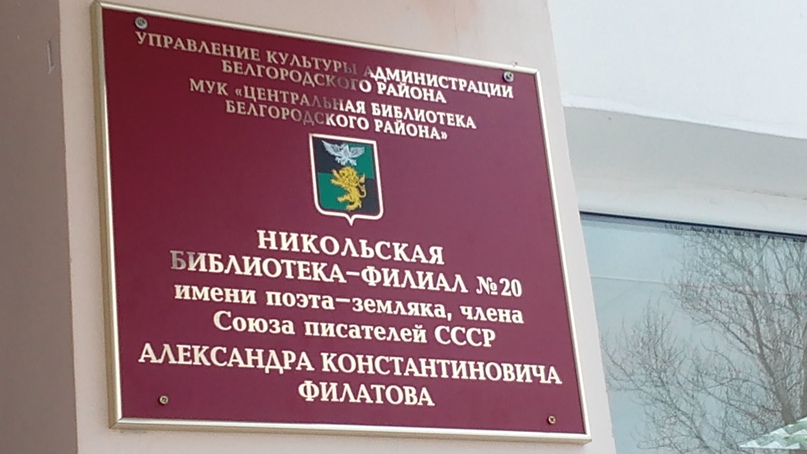 УПРАВЛЕНИЕ КУЛЬТУРЫ АДМИНИСТРАЦИИ
БЕЛГОРОДСКОГО РАЙОНА
МУК «ЦЕНТРАЛЬНАЯ БИБЛИОТЕКА
БЕЛГОРОДСКОГО РАЙОНА»
НИКОЛЬСКАЯ
БИБЛИОТЕКА-ФИЛИАЛ №20
имени поэта-земляка, члена
Союза писателей СССР
АЛЕКСАНДРА КОНСТАНТИНОВИЧА
ФИЛАТОВА